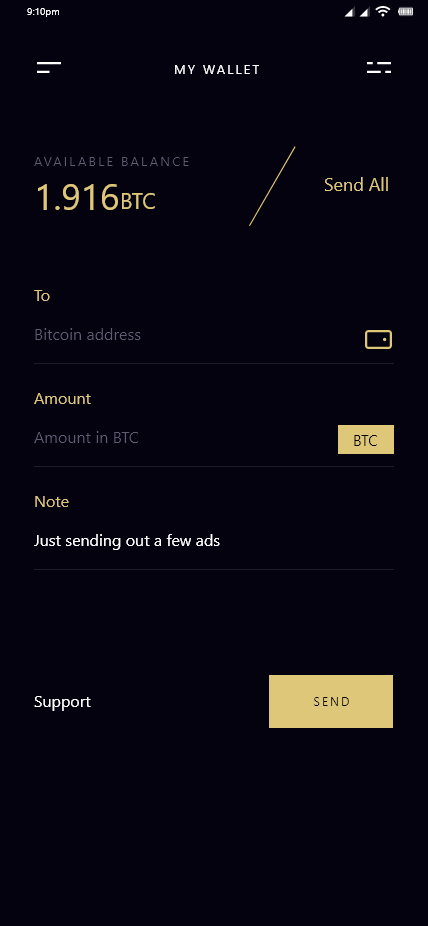 9:10pm
MY WALLET
AVAILABLE BALANCE
1.916BTC
Send All
To
Bitcoin address
Amount
Amount in BTC
BTC
Note
Just sending out a few ads
Support
SEND